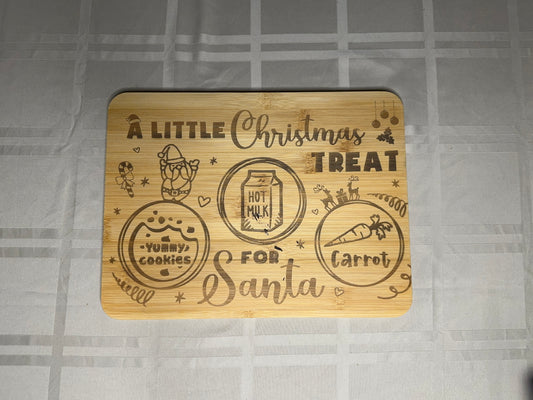 A LITTLE Christmas
TREAT
HOT
MILK
Yummy
cookies
FOR
Carrot
Santa